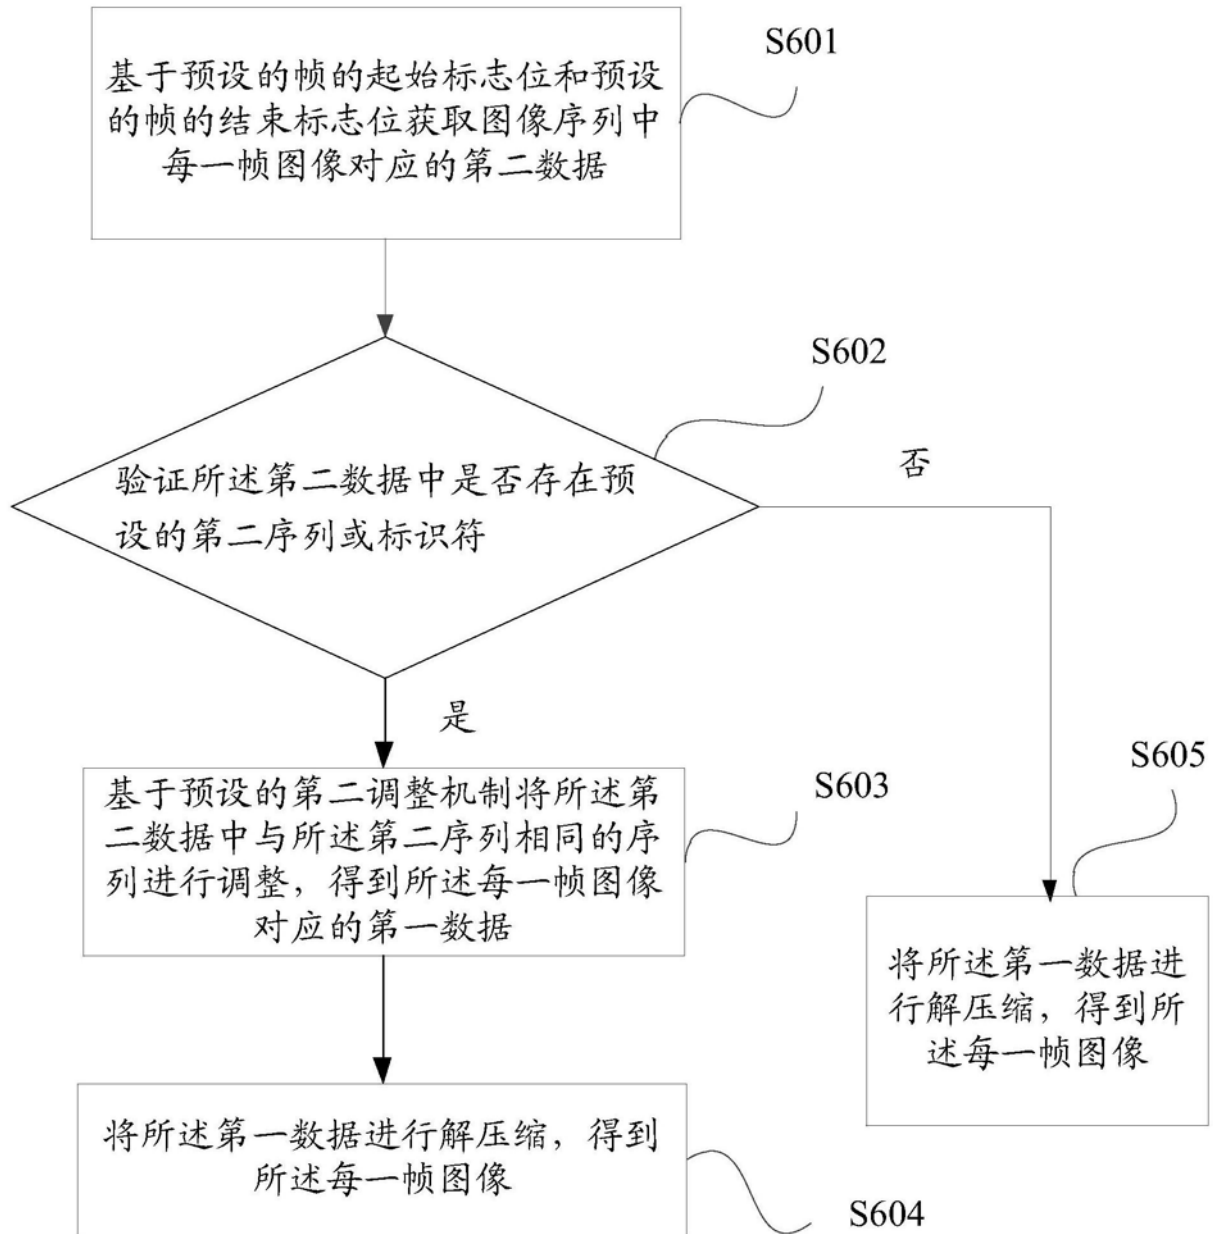 S601
基于预设的帧的起始标志位和预设
的帧的结束标志位获取图像序列中
每一帧图像对应的第二数据
S602
验证所述第二数据中是否存在预
设的第二序列或标识符
否
是
S603
基于预设的第二调整机制将所述第
二数据中与所述第二序列相同的序
列进行调整，得到所述每一帧图像
对应的第一数据
S605
将所述第一数据进
行解压缩，得到所
述每一帧图像
将所述第一数据进行解压缩，得到
所述每一帧图像
S604